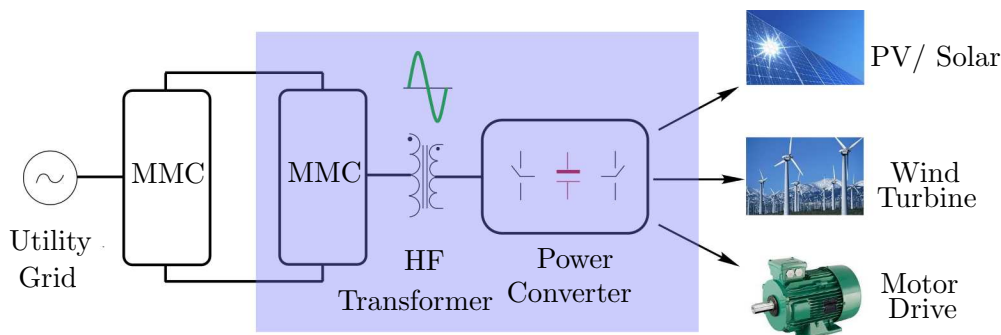 PV/ Solar
MMC
MMC
Wind
Turbine
Utility
Grid
HF
Transformer
Power
Converter
Motor
Drive